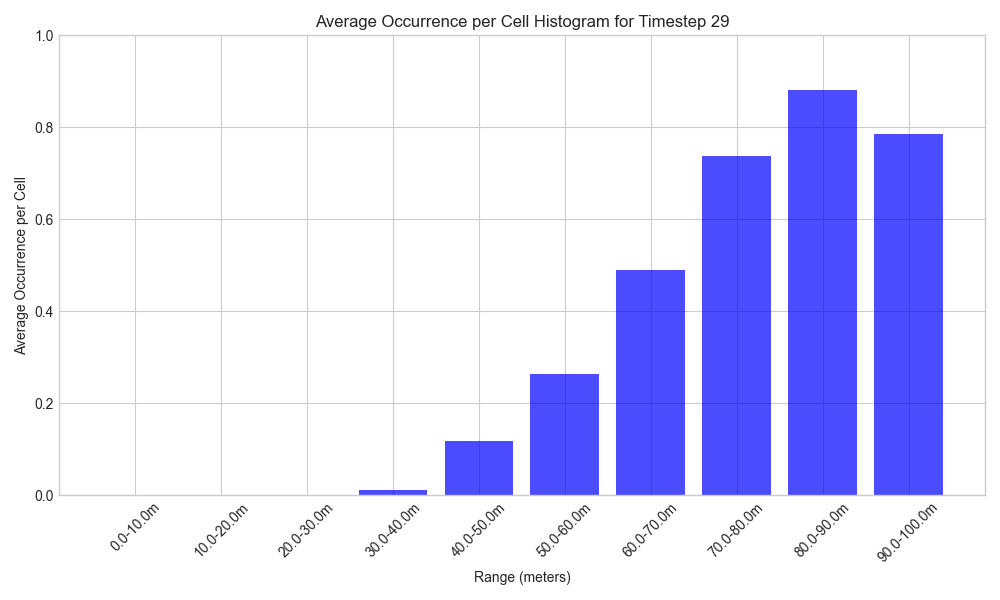 Average Occurrence per Cell Histogram for Timestep 29
1.0
0.8
0.6
0.4
0.2
0.0
Average Occurrence per Cell
0.0-10.0m
10.0-20.0m
20.0-30.0m
30.0-40.0m
40.0-50.0m
50.0-60.0m
60.0-70.0m
70.0-80.0m
80.0-90.0m
90.0-100.0m
Range (meters)